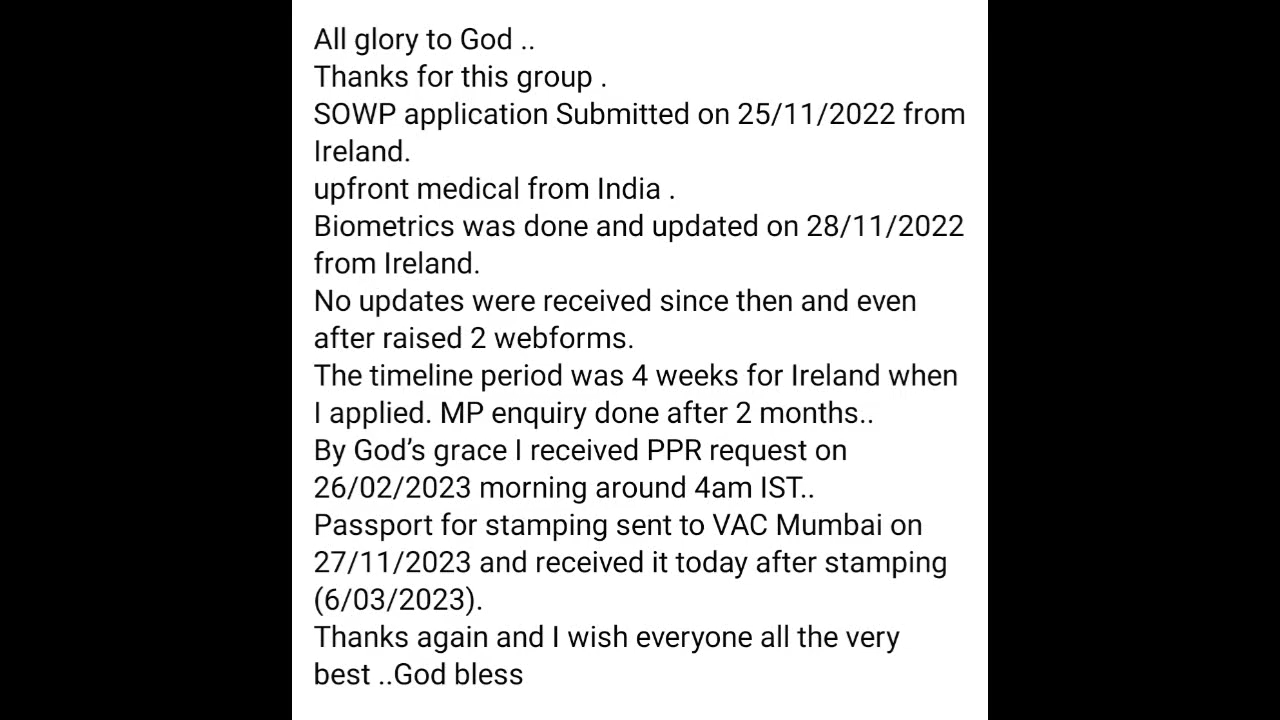 All glory to God ..
Thanks for this group .
SOWP application Submitted on 25/11/2022 from
Ireland.
upfront medical from India .
Biometrics was done and updated on 28/11/2022
from Ireland.
No updates were received since then and even
after raised 2 webforms.
The timeline period was 4 weeks for Ireland when
I applied. MP enquiry done after 2 months..
By God’s grace I received PPR request on
26/02/2023 morning around 4am IST..
Passport for stamping sent to VAC Mumbai on
27/11/2023 and received it today after stamping
(6/03/2023).
Thanks again and I wish everyone all the very
best ..God bless